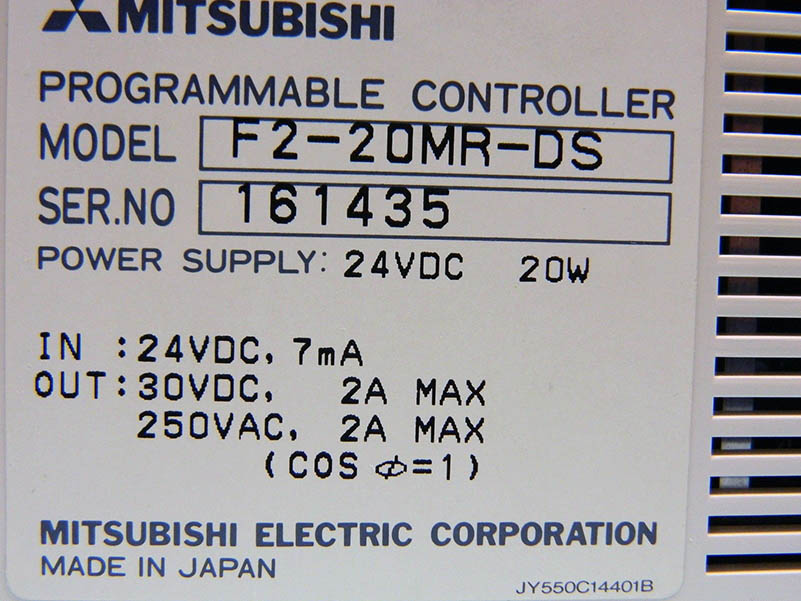 MITSUBISHI
PROGRAMMABLE CONTROLLER
MODEL F2-20MR-DS
SER.NO 161435
POWER SUPPLY: 24VDC 20W
IN :24VDC, 7mA
OUT:30VDC, 2A MAX
250VAC, 2A MAX
(COS ⌀=1)
MITSUBISHI ELECTRIC CORPORATION
MADE IN JAPAN
JY550C14401B